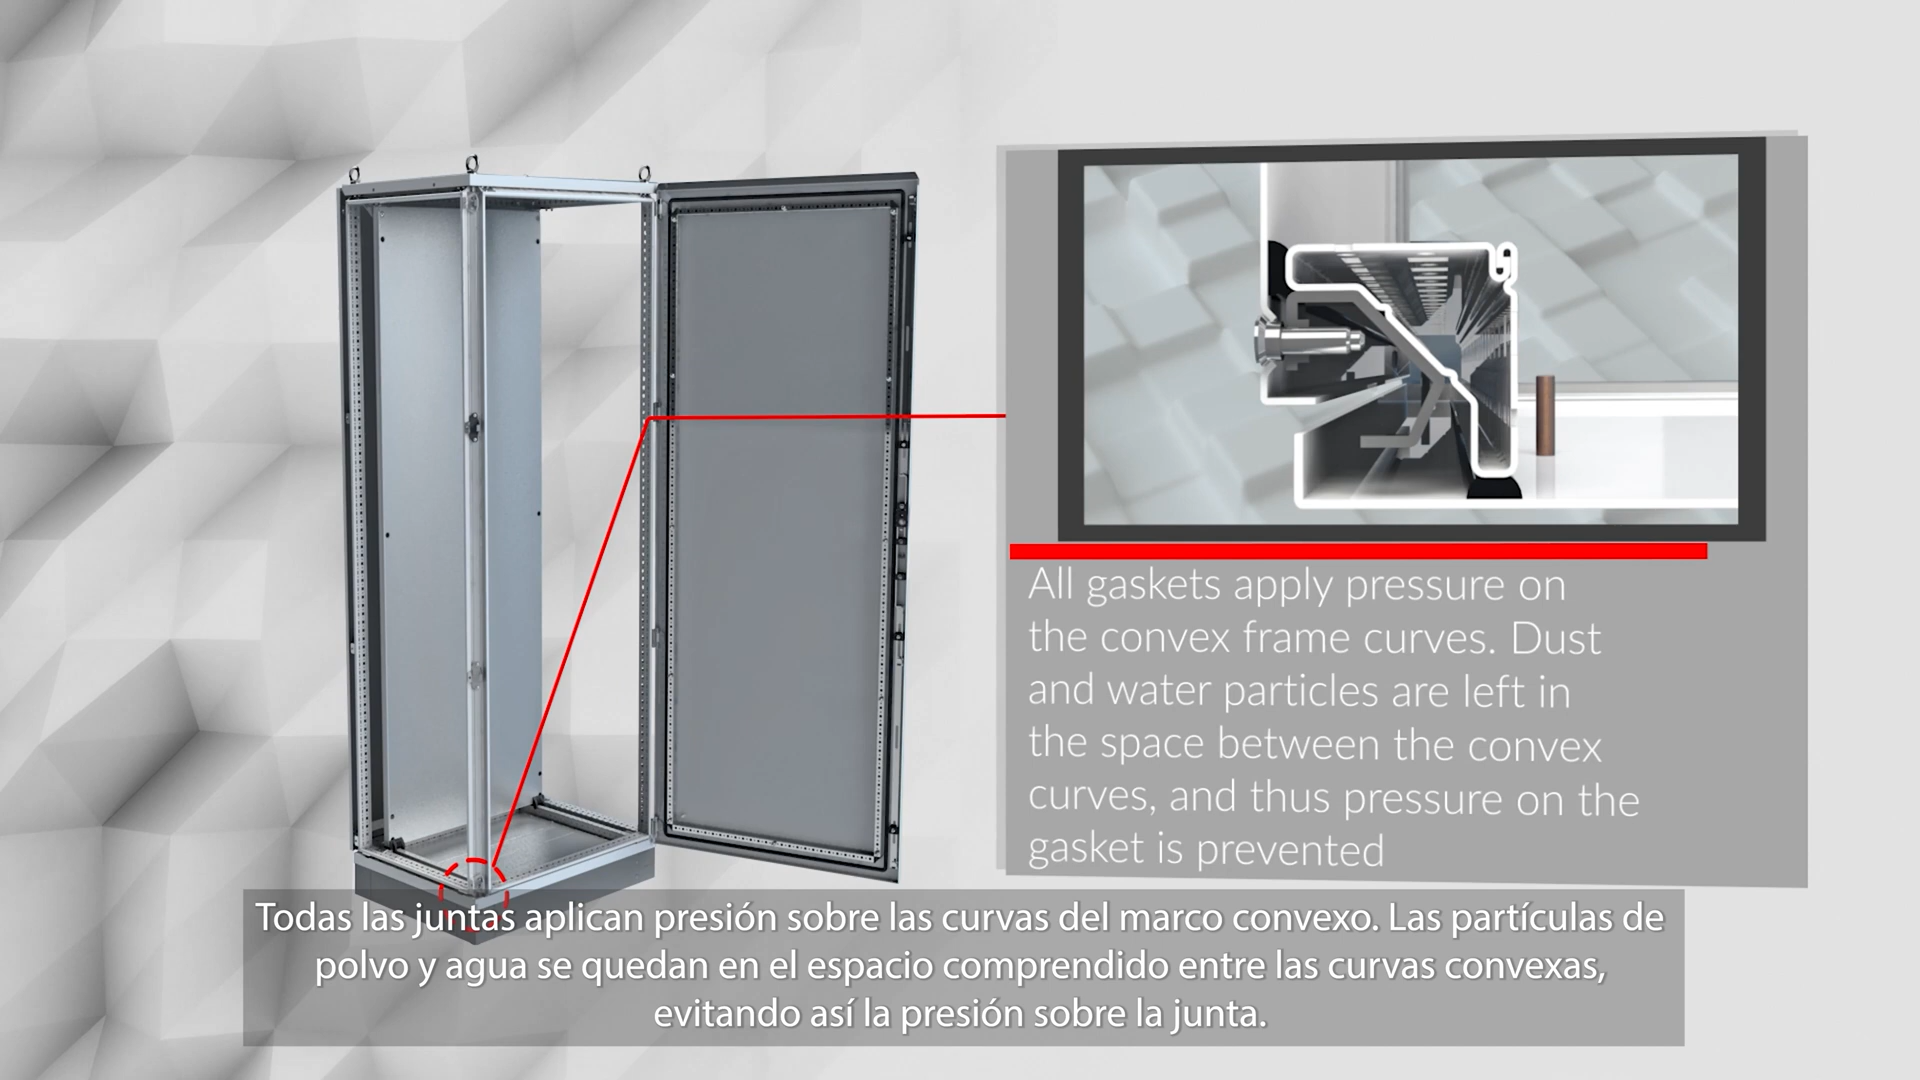 All gaskets apply pressure on
the convex frame curves. Dust
and water particles are left in
the space between the convex
curves, and thus pressure on the
gasket is prevented
Todas las juntas aplican presión sobre las curvas del marco convexo. Las partículas de
polvo y agua se quedan en el espacio comprendido entre las curvas convexas,
evitando así la presión sobre la junta.